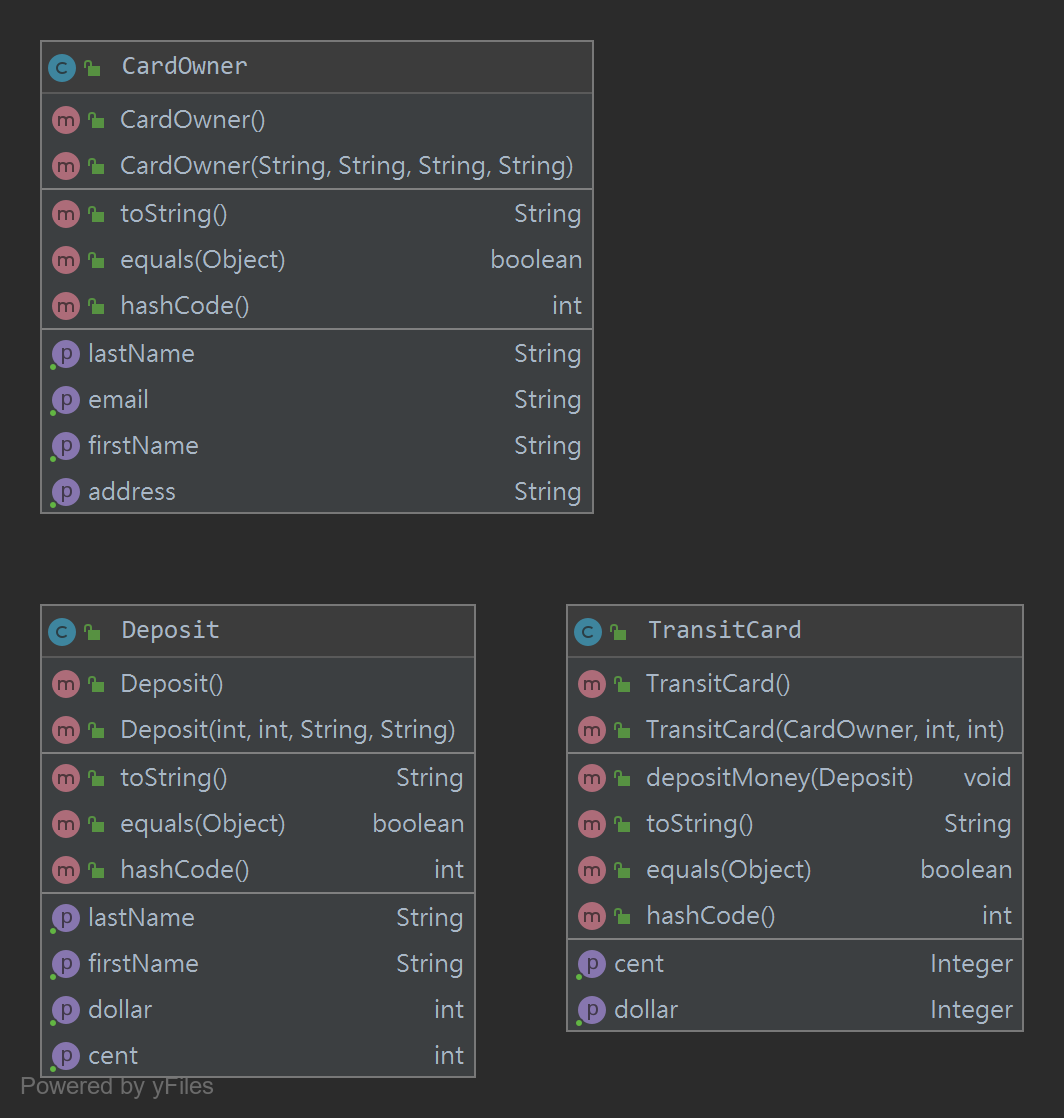 CardOwner
CardOwner()
CardOwner(String, String, String, String)
toString() String
equals(Object) boolean
hashCode() int
lastName String
email String
firstName String
address String
Deposit
Deposit()
Deposit(int, int, String, String)
toString() String
equals(Object) boolean
hashCode() int
lastName String
firstName String
dollar int
cent int
TransitCard
TransitCard()
TransitCard(CardOwner, int, int)
depositMoney(Deposit) void
toString() String
equals(Object) boolean
hashCode() int
cent Integer
dollar Integer
Powered by yFiles